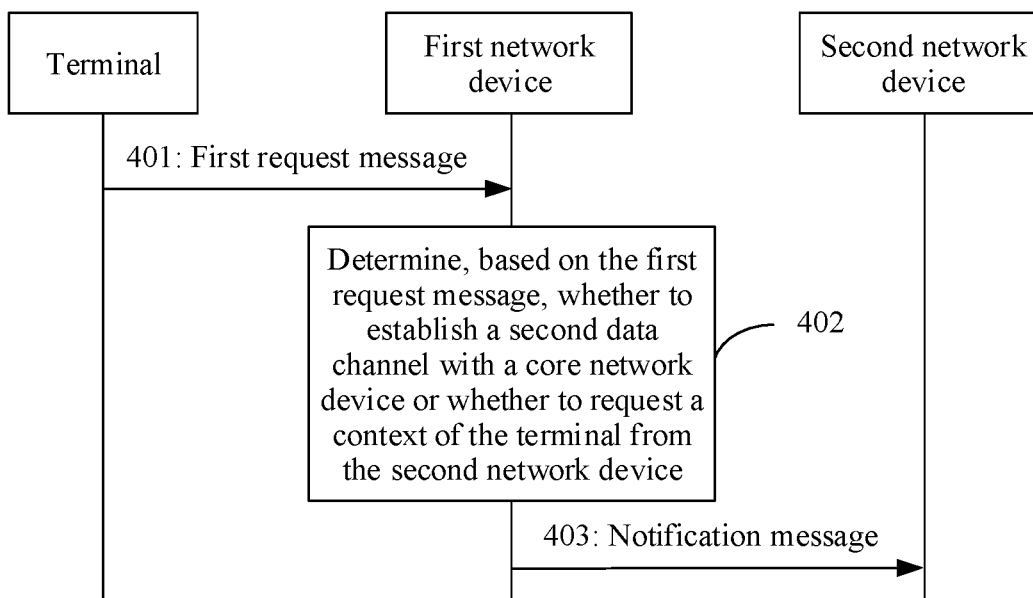 Terminal
First network
device
Second network
device
401: First request message
Determine, based on the first
request message, whether to
establish a second data
channel with a core network
device or whether to request a
context of the terminal from
the second network device
402
403: Notification message